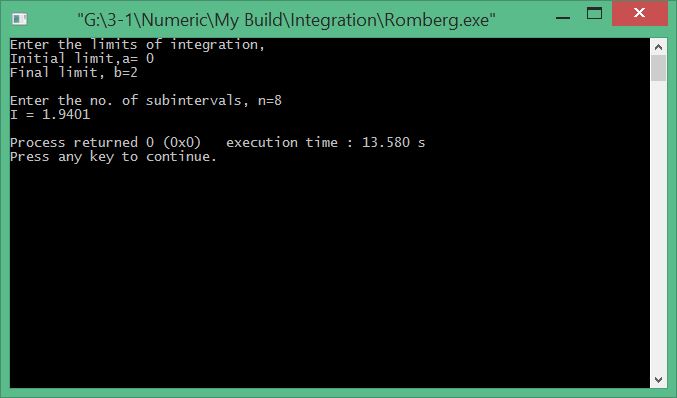 "G:\3-1\Numeric\My Build\Integration\Romberg.exe"
Enter the limits of integration,
Initial limit,a= 0
Final limit, b=2
Enter the no. of subintervals, n=8
I = 1.9401
Process returned 0 (0x0)   execution time : 13.580 s
Press any key to continue.